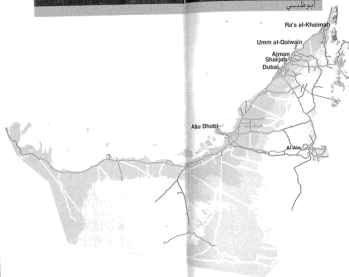 أبوظبي
Ra's al-Khaimah
Umm al-Qaiwain
Ajman
Sharjah
Dubai
Abu Dhabi
Al Ain